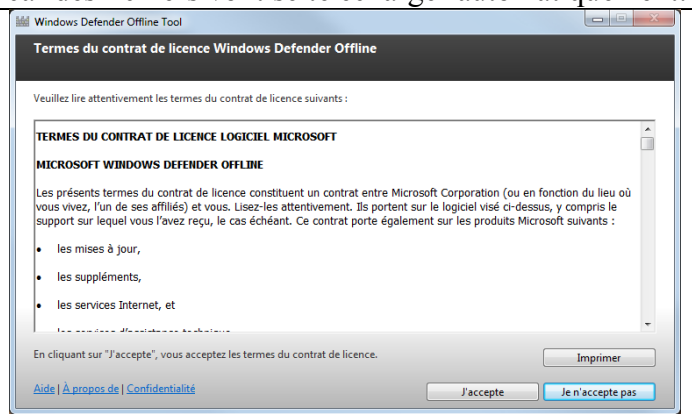 Windows Defender Offline Tool
Termes du contrat de licence Windows Defender Offline
Veuillez lire attentivement les termes du contrat de licence suivants :
TERMES DU CONTRAT DE LICENCE LOGICIEL MICROSOFT
MICROSOFT WINDOWS DEFENDER OFFLINE
Les présents termes du contrat de licence constituent un contrat entre Microsoft Corporation (ou en fonction du lieu où
vous vivez, l'un de ses affiliés) et vous. Lisez-les attentivement. Ils portent sur le logiciel visé ci-dessus, y compris le
support sur lequel vous l'avez reçu, le cas échéant. Ce contrat porte également sur les produits Microsoft suivants :
• les mises à jour,
• les suppléments,
• les services Internet, et
• les services d'assistance technique
En cliquant sur "J'accepte", vous acceptez les termes du contrat de licence.
Imprimer
Aide | À propos de | Confidentialité
J'accepte
Je n'accepte pas